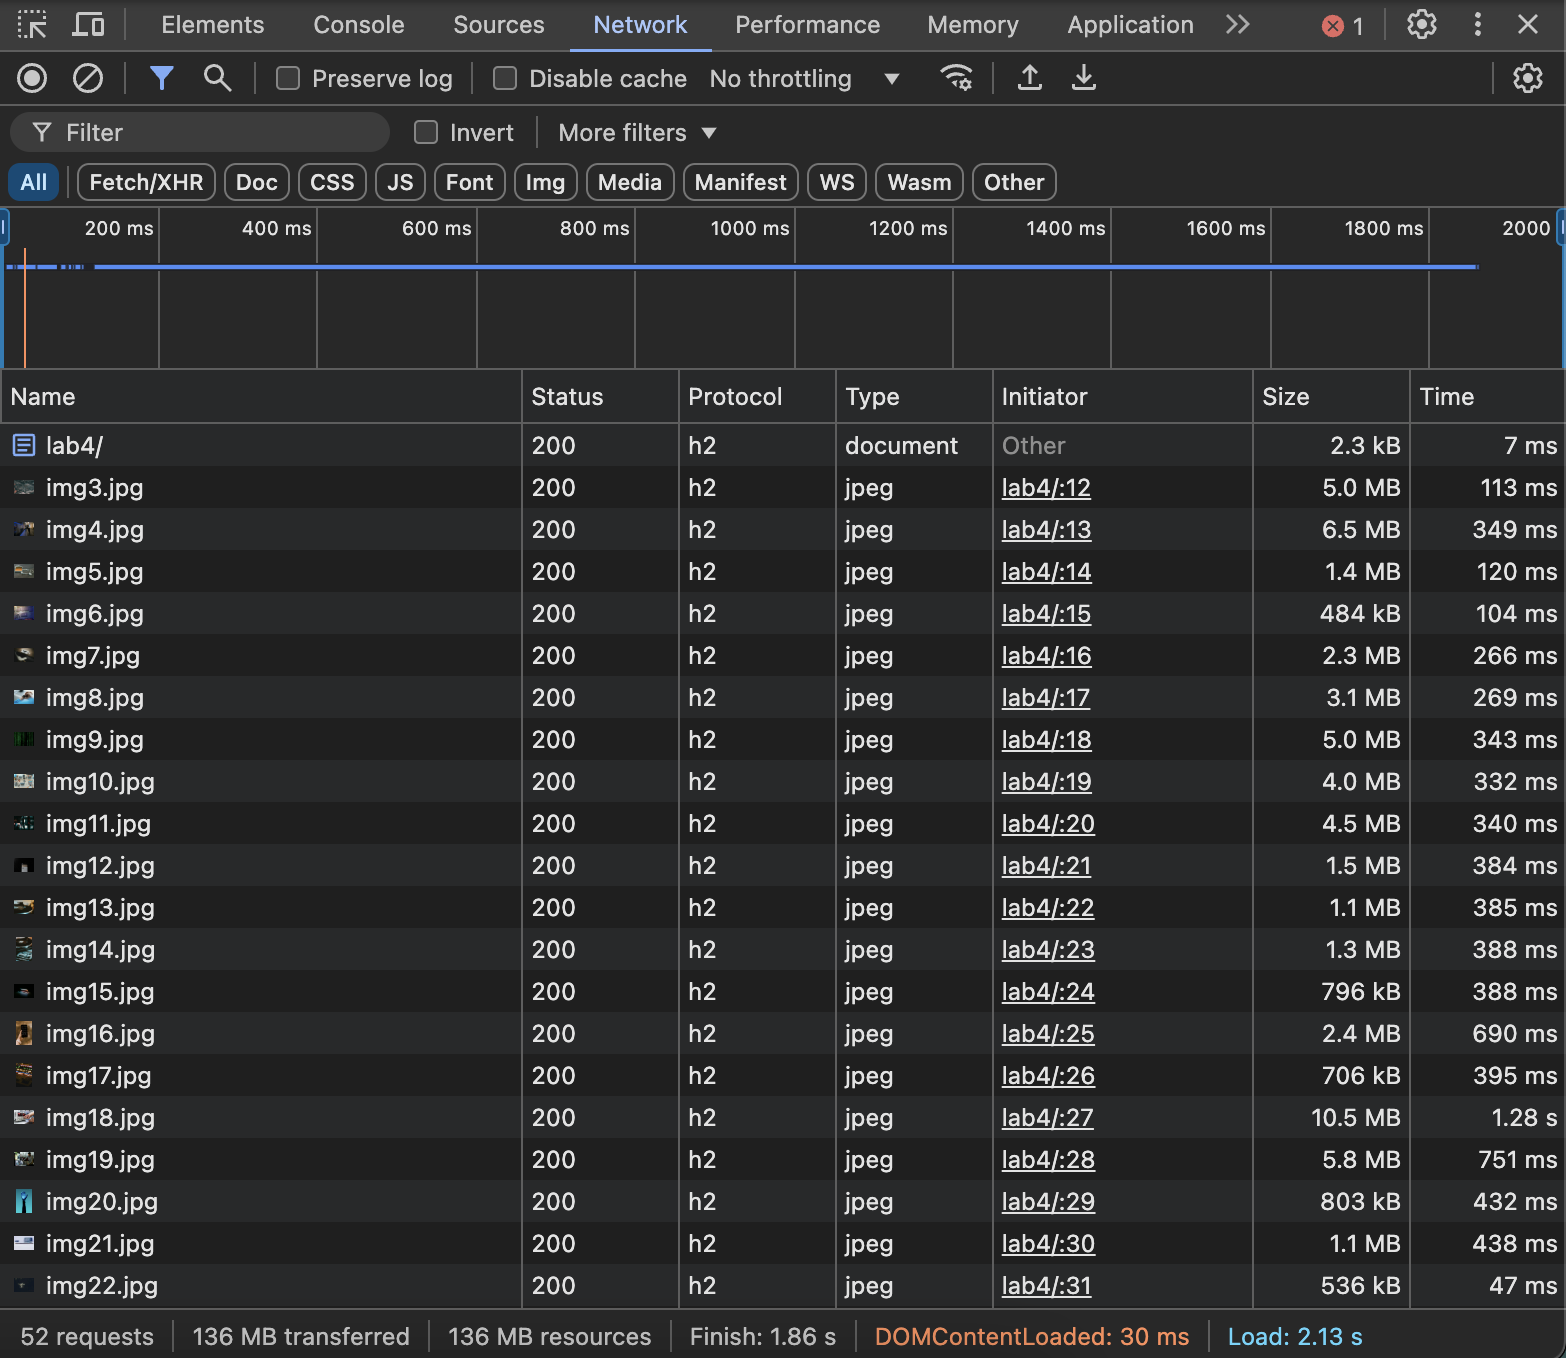 Elements Console Sources Network Performance Memory Application 1
Preserve log Disable cache No throttling
Filter Invert More filters
All Fetch/XHR Doc CSS JS Font Img Media Manifest WS Wasm Other
200 ms 400 ms 600 ms 800 ms 1000 ms 1200 ms 1400 ms 1600 ms 1800 ms 2000
Name Status Protocol Type Initiator Size Time
lab4/ 200 h2 document Other 2.3 kB 7 ms
img3.jpg 200 h2 jpeg lab4/:12 5.0 MB 113 ms
img4.jpg 200 h2 jpeg lab4/:13 6.5 MB 349 ms
img5.jpg 200 h2 jpeg lab4/:14 1.4 MB 120 ms
img6.jpg 200 h2 jpeg lab4/:15 484 kB 104 ms
img7.jpg 200 h2 jpeg lab4/:16 2.3 MB 266 ms
img8.jpg 200 h2 jpeg lab4/:17 3.1 MB 269 ms
img9.jpg 200 h2 jpeg lab4/:18 5.0 MB 343 ms
img10.jpg 200 h2 jpeg lab4/:19 4.0 MB 332 ms
img11.jpg 200 h2 jpeg lab4/:20 4.5 MB 340 ms
img12.jpg 200 h2 jpeg lab4/:21 1.5 MB 384 ms
img13.jpg 200 h2 jpeg lab4/:22 1.1 MB 385 ms
img14.jpg 200 h2 jpeg lab4/:23 1.3 MB 388 ms
img15.jpg 200 h2 jpeg lab4/:24 796 kB 388 ms
img16.jpg 200 h2 jpeg lab4/:25 2.4 MB 690 ms
img17.jpg 200 h2 jpeg lab4/:26 706 kB 395 ms
img18.jpg 200 h2 jpeg lab4/:27 10.5 MB 1.28 s
img19.jpg 200 h2 jpeg lab4/:28 5.8 MB 751 ms
img20.jpg 200 h2 jpeg lab4/:29 803 kB 432 ms
img21.jpg 200 h2 jpeg lab4/:30 1.1 MB 438 ms
img22.jpg 200 h2 jpeg lab4/:31 536 kB 47 ms
52 requests 136 MB transferred 136 MB resources Finish: 1.86 s DOMContentLoaded: 30 ms Load: 2.13 s